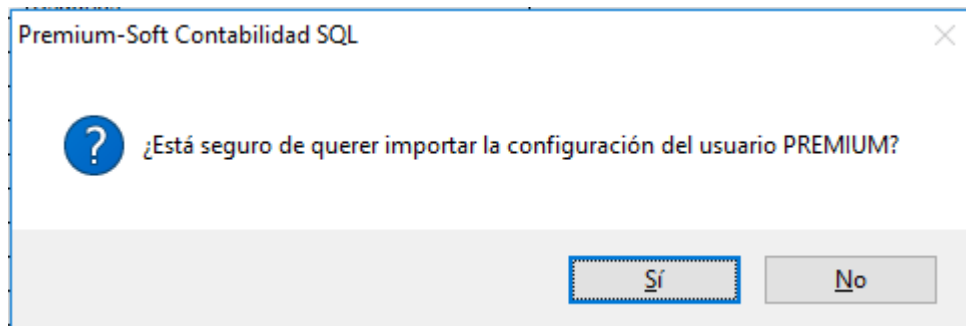 Premium-Soft Contabilidad SQL
¿Está seguro de querer importar la configuración del usuario PREMIUM?
Sí
No